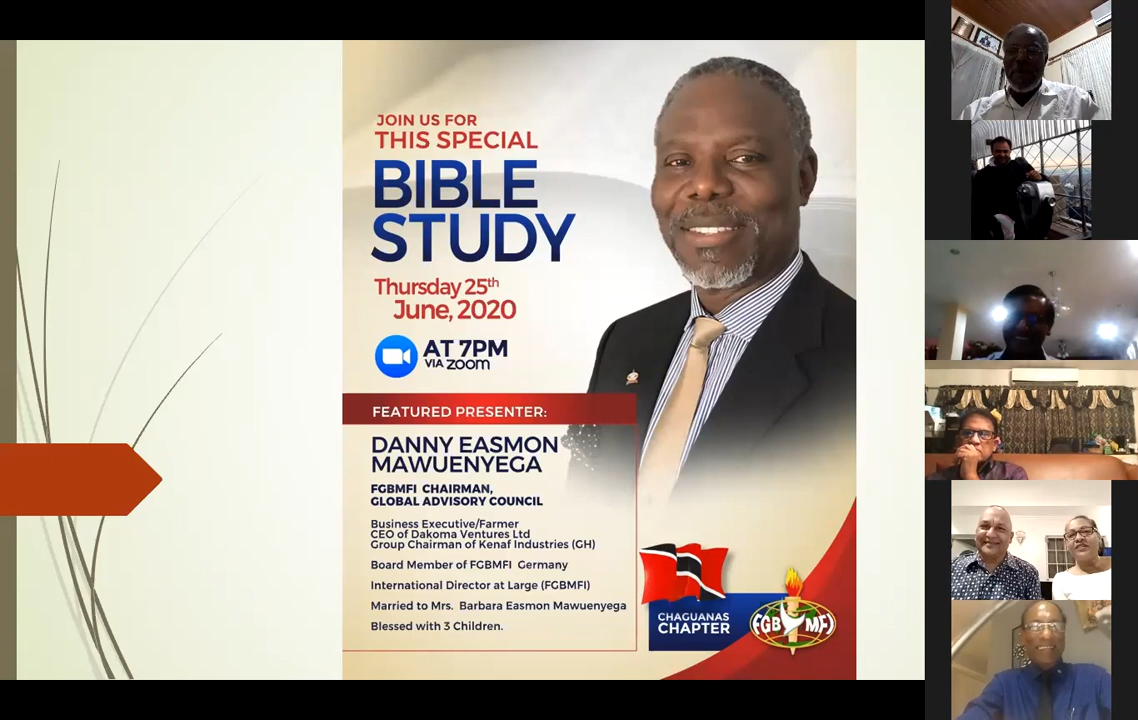 JOIN US FOR
THIS SPECIAL
BIBLE
STUDY
Thursday 25th
June, 2020
AT 7PM
VIA zoom
FEATURED PRESENTER:
DANNY EASMON
MAWUENYEGA
FGBMFI CHAIRMAN,
GLOBAL ADVISORY COUNCIL
Business Executive/Farmer
CEO of Dakoma Ventures Ltd
Group Chairman of Kenaf Industries (GH)
Board Member of FGBMFI Germany
International Director at Large (FGBMFI)
Married to Mrs. Barbara Easmon Mawuenyega
Blessed with 3 Children.
CHAGUANAS
CHAPTER
FGB MFI